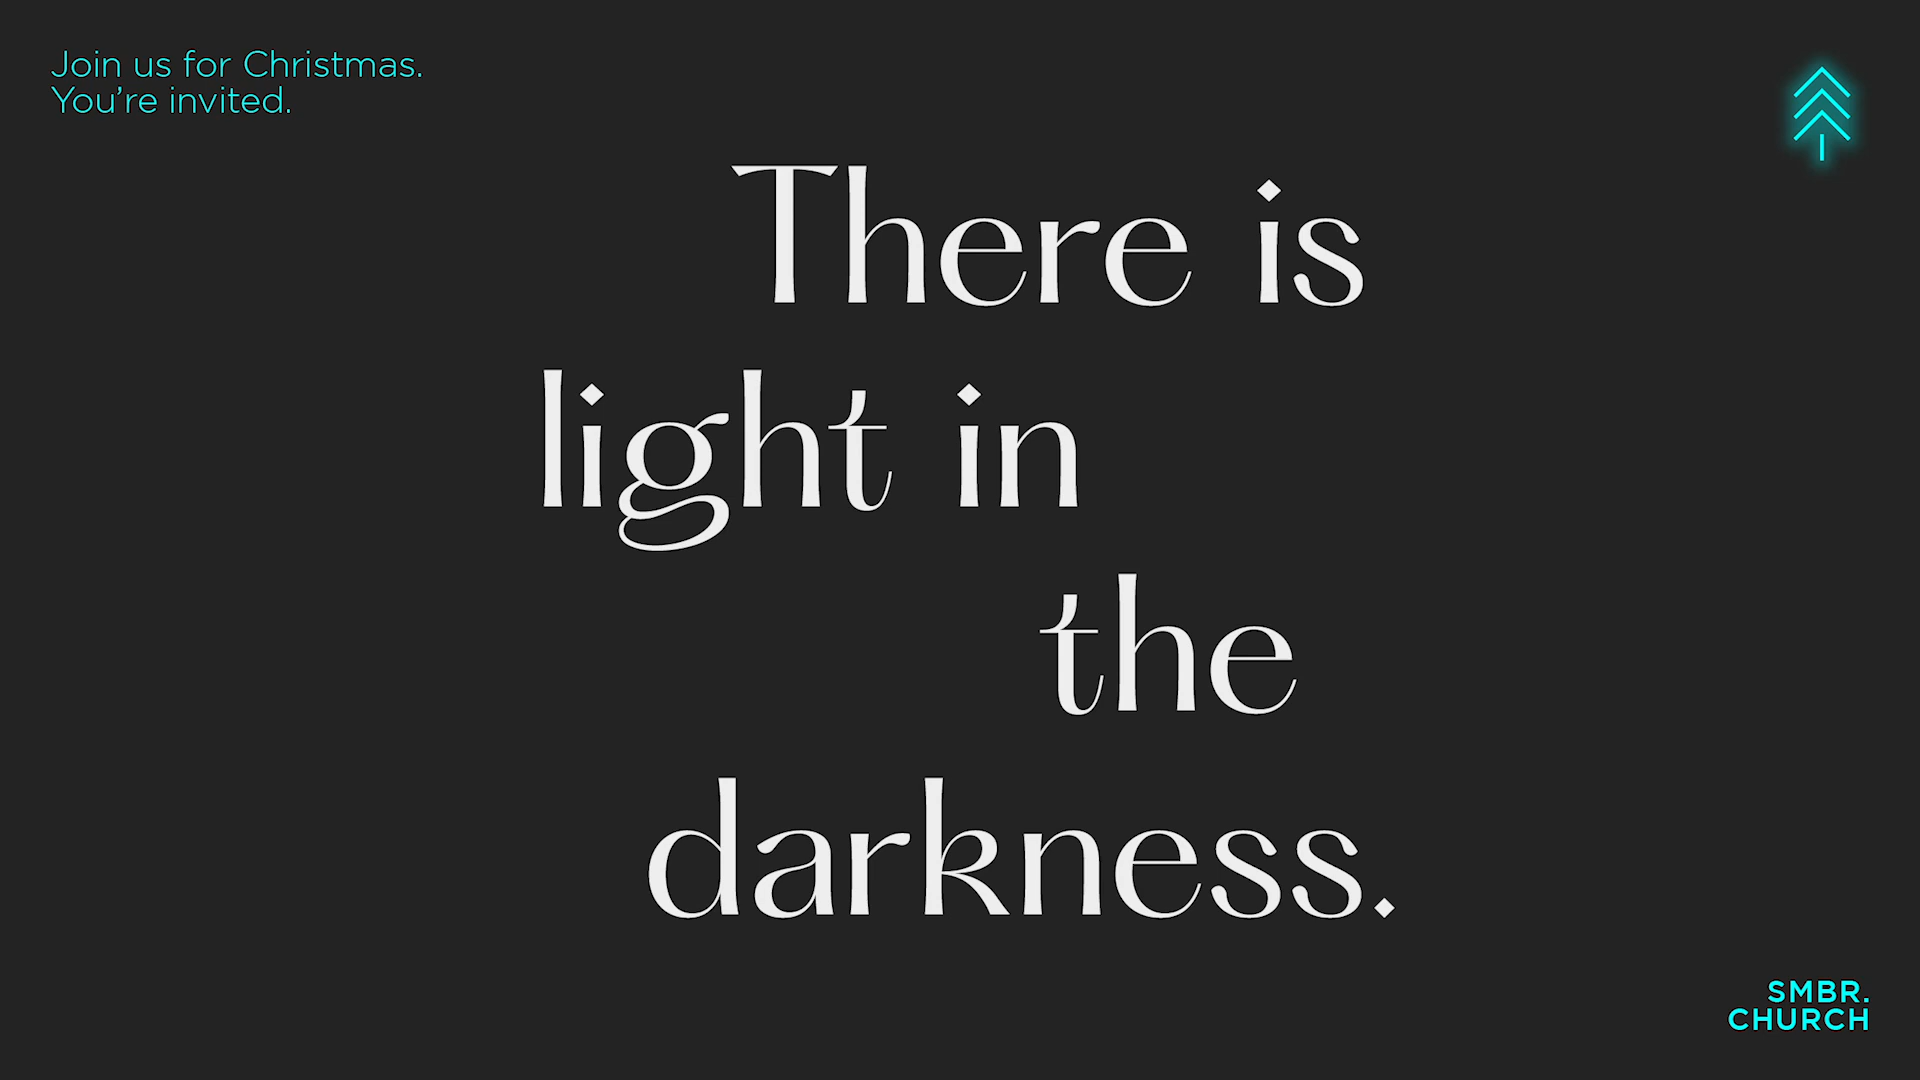 Join us for Christmas.
You’re invited.
There is
light in
the
darkness.
SMBR.
CHURCH